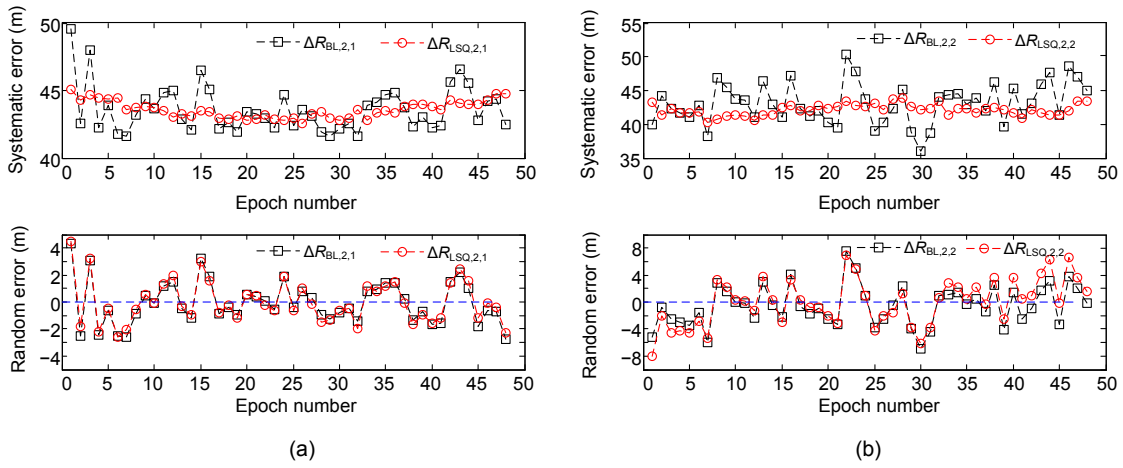 Systematic error (m)
50
45
40
ΔR_BL,2,1 ΔR_LSQ,2,1
0 5 10 15 20 25 30 35 40 45 50
Epoch number
Systematic error (m)
55
50
45
40
35
ΔR_BL,2,2 ΔR_LSQ,2,2
0 5 10 15 20 25 30 35 40 45 50
Epoch number
Random error (m)
4
2
0
−2
−4
ΔR_BL,2,1 ΔR_LSQ,2,1
0 5 10 15 20 25 30 35 40 45 50
Epoch number
Random error (m)
8
4
0
−4
−8
ΔR_BL,2,2 ΔR_LSQ,2,2
0 5 10 15 20 25 30 35 40 45 50
Epoch number
(a) (b)